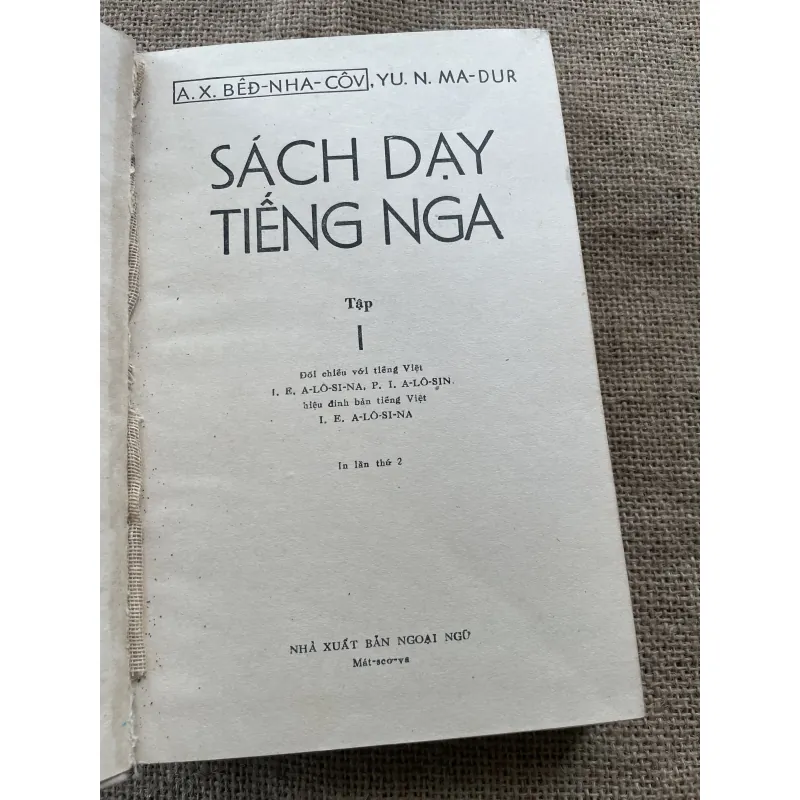 A. X. BÊĐ-NHA-CÔV, YU. N. MA-DUR
SÁCH DẠY
TIẾNG NGA
Tập
I
Đối chiếu với tiếng Việt
I. E. A-LÔ-SI-NA, P. I. A-LÔ-SIN.
hiệu đính bản tiếng Việt
I. E. A-LÔ-SI-NA
In lần thứ 2
NHÀ XUẤT BẢN NGOẠI NGỮ
Mát-scơ-va